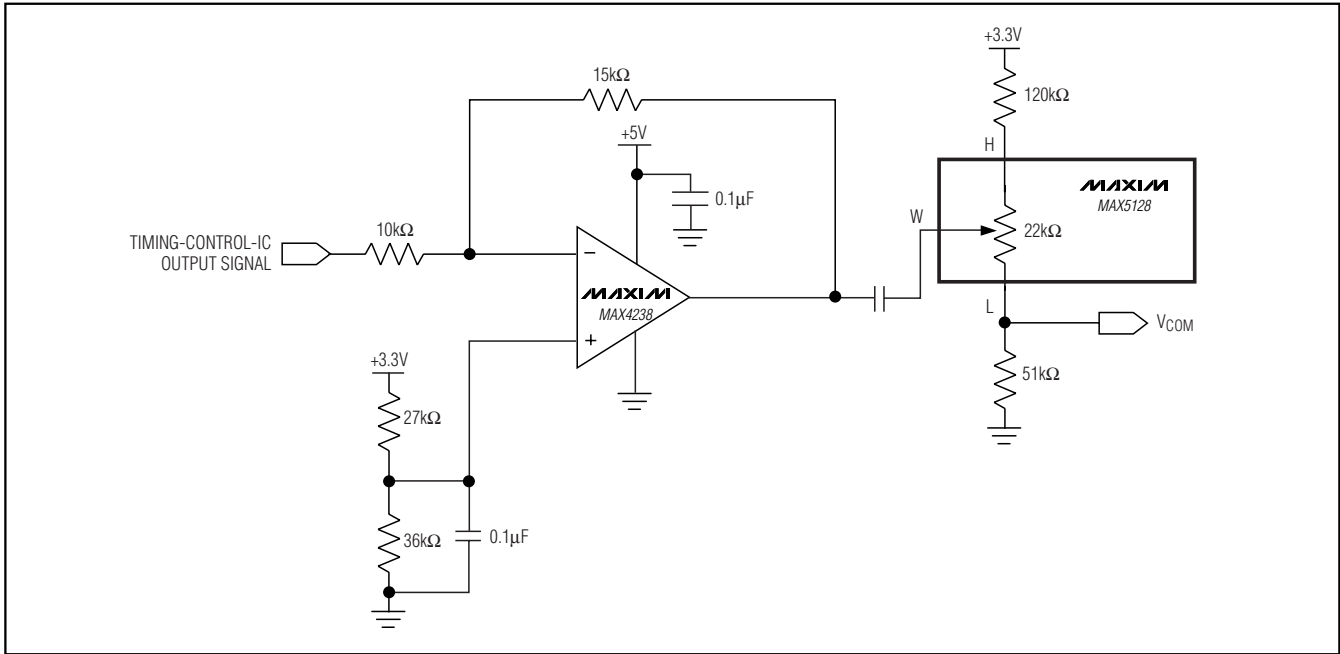 +3.3V
15kΩ
120kΩ
+5V
H
MAXIM
MAX5128
0.1µF
W
22kΩ
10kΩ
TIMING-CONTROL-IC
OUTPUT SIGNAL
−
MAXIM
MAX4238
L
VCOM
+
+3.3V
51kΩ
27kΩ
36kΩ
0.1µF